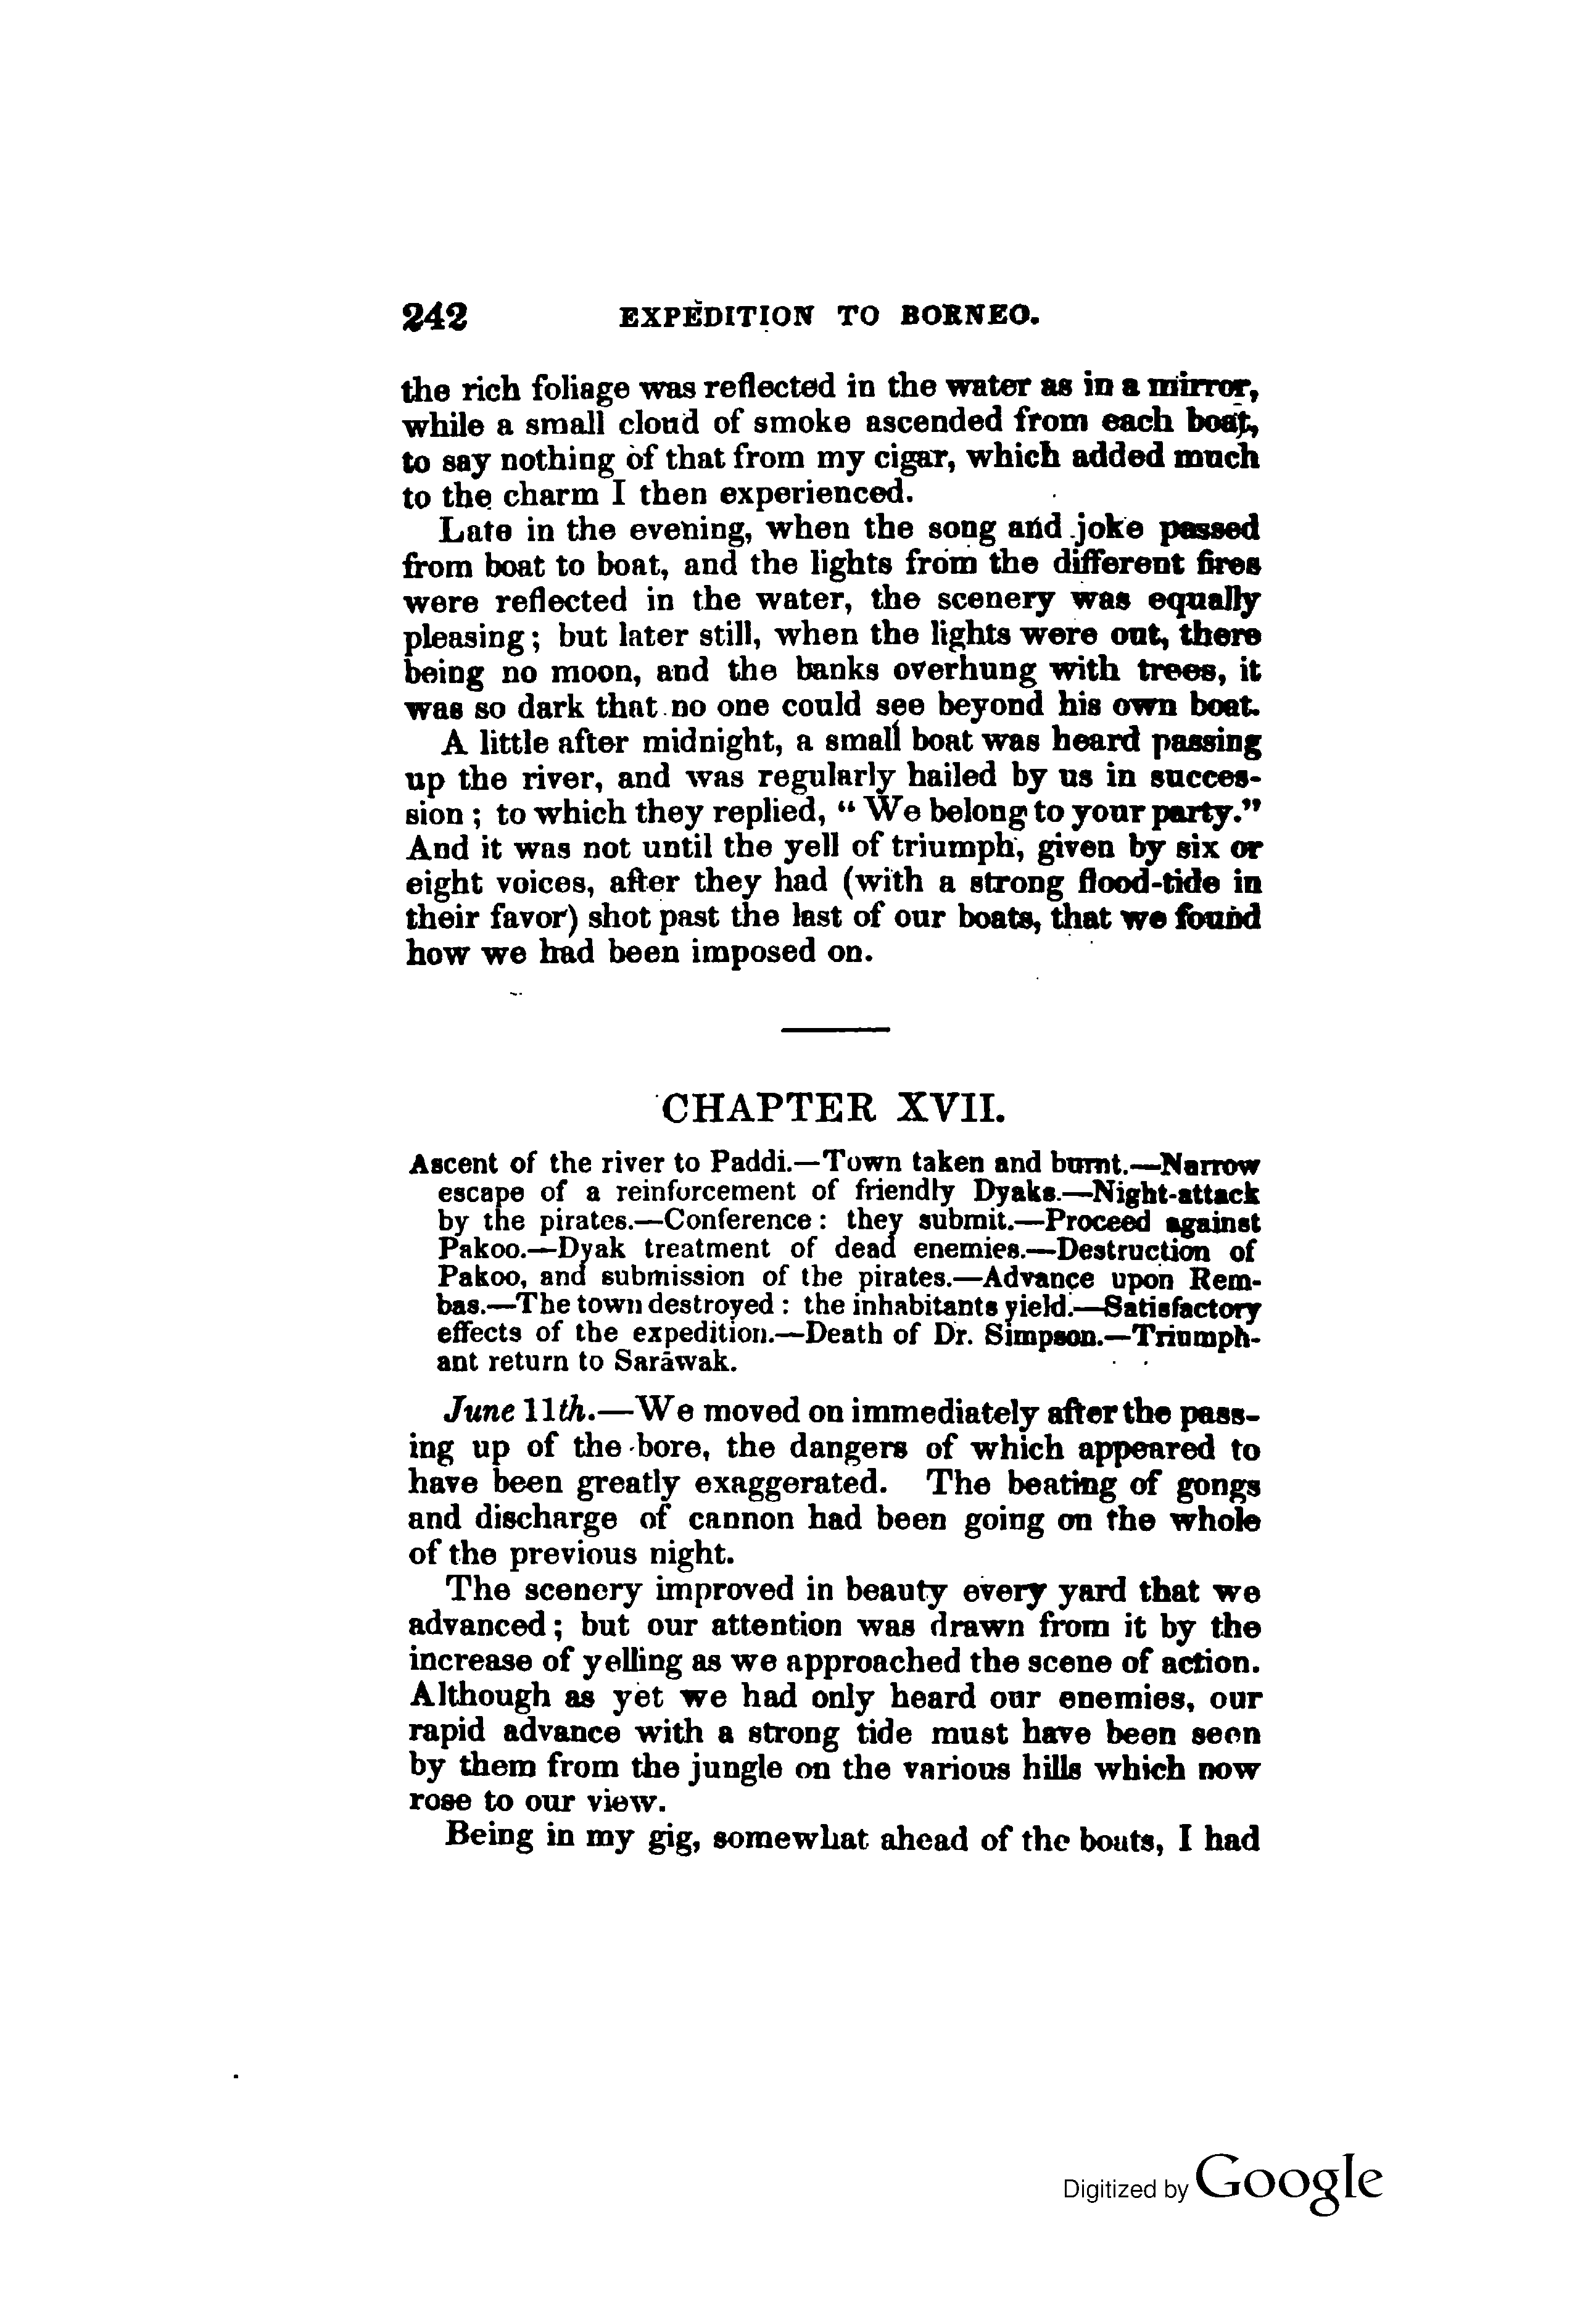 242 EXPEDITION TO BORNEO.
the rich foliage was reflected in the water as in a mirror,
while a small cloud of smoke ascended from each boat,
to say nothing of that from my cigar, which added much
to the charm I then experienced.
Late in the evening, when the song and joke passed
from boat to boat, and the lights from the different fires
were reflected in the water, the scenery was equally
pleasing; but later still, when the lights were out, there
being no moon, and the banks overhung with trees, it
was so dark that no one could see beyond his own boat.
A little after midnight, a small boat was heard passing
up the river, and was regularly hailed by us in succes-
sion; to which they replied, “We belong to your party.”
And it was not until the yell of triumph, given by six or
eight voices, after they had (with a strong flood-tide in
their favor) shot past the last of our boats, that we found
how we had been imposed on.
CHAPTER XVII.
Ascent of the river to Paddi.—Town taken and burnt.—Narrow
escape of a reinforcement of friendly Dyaks.—Night-attack
by the pirates.—Conference: they submit.—Proceed against
Pakoo.—Dyak treatment of dead enemies.—Destruction of
Pakoo, and submission of the pirates.—Advance upon Rem-
bas.—The town destroyed: the inhabitants yield.—Satisfactory
effects of the expedition.—Death of Dr. Simpson.—Triumph-
ant return to Sarāwak.
June 11th.—We moved on immediately after the pass-
ing up of the bore, the dangers of which appeared to
have been greatly exaggerated. The beating of gongs
and discharge of cannon had been going on the whole
of the previous night.
The scenery improved in beauty every yard that we
advanced; but our attention was drawn from it by the
increase of yelling as we approached the scene of action.
Although as yet we had only heard our enemies, our
rapid advance with a strong tide must have been seen
by them from the jungle on the various hills which now
rose to our view.
Being in my gig, somewhat ahead of the boats, I had
Digitized by Google